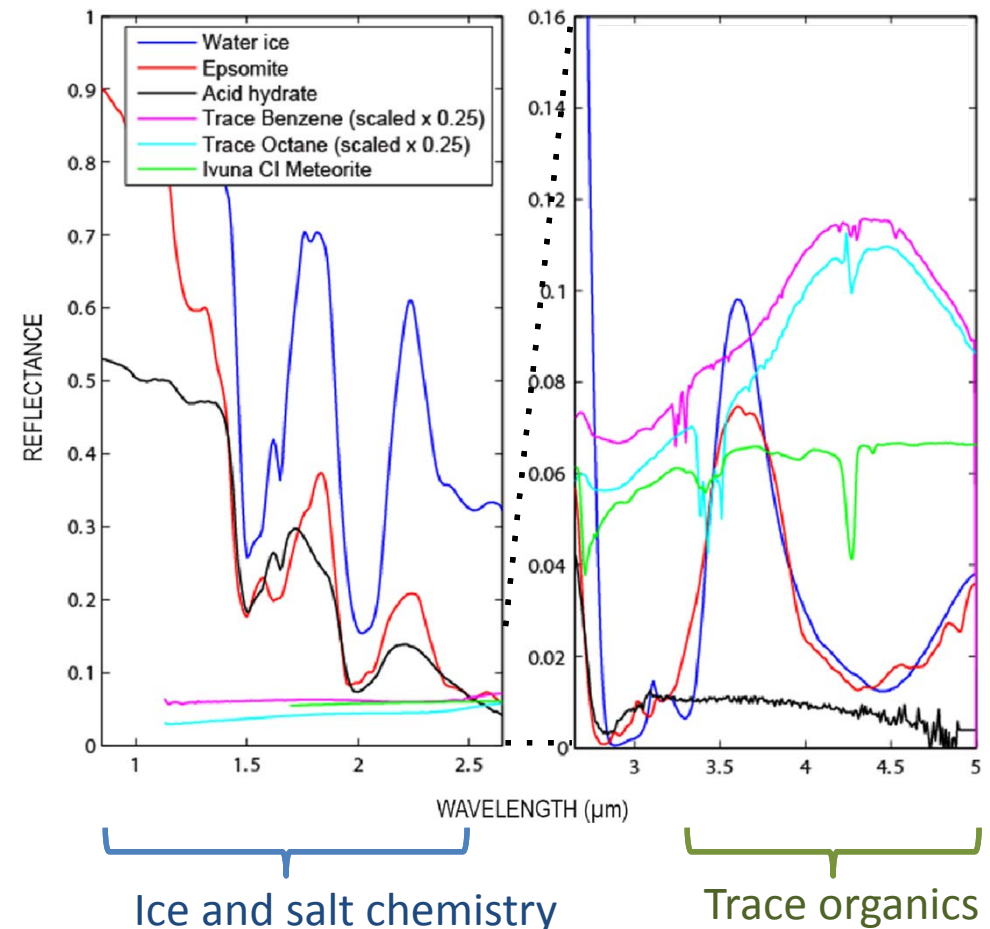 1
0.9
0.8
0.7
0.6
0.5
0.4
0.3
0.2
0.1
0
REFLECTANCE
Water ice
Epsomite
Acid hydrate
Trace Benzene (scaled x 0.25)
Trace Octane (scaled x 0.25)
Ivuna CI Meteorite
1
1.5
2
2.5
0.16
0.14
0.12
0.1
0.08
0.06
0.04
0.02
0
3
3.5
4
4.5
5
WAVELENGTH (µm)
Ice and salt chemistry
Trace organics